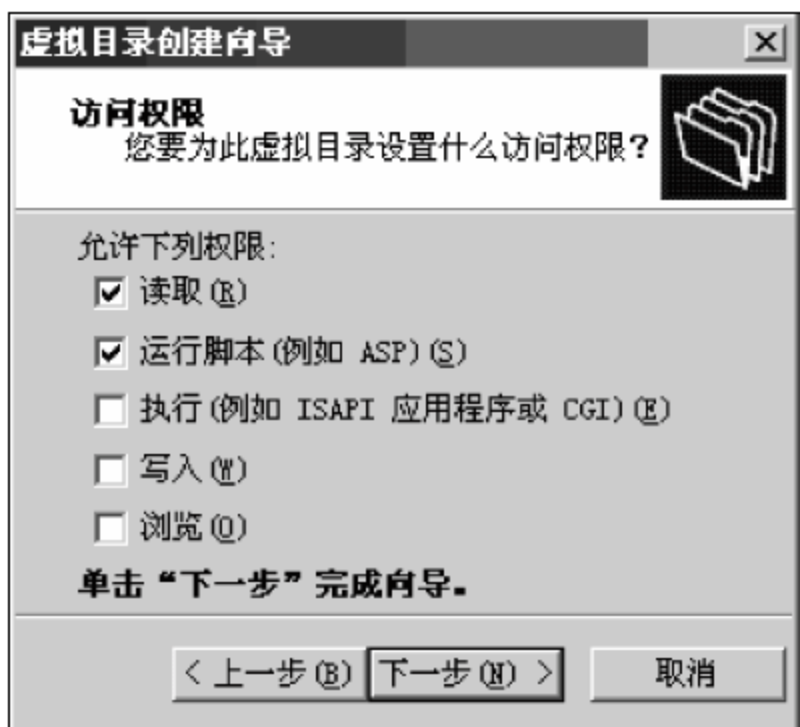 虚拟目录创建向导
访问权限
您要为此虚拟目录设置什么访问权限?
允许下列权限:
读取(R)
运行脚本(例如 ASP)(S)
执行(例如 ISAPI 应用程序或 CGI)(E)
写入(W)
浏览(O)
单击“下一步”完成向导。
< 上一步(B) 下一步(N) > 取消